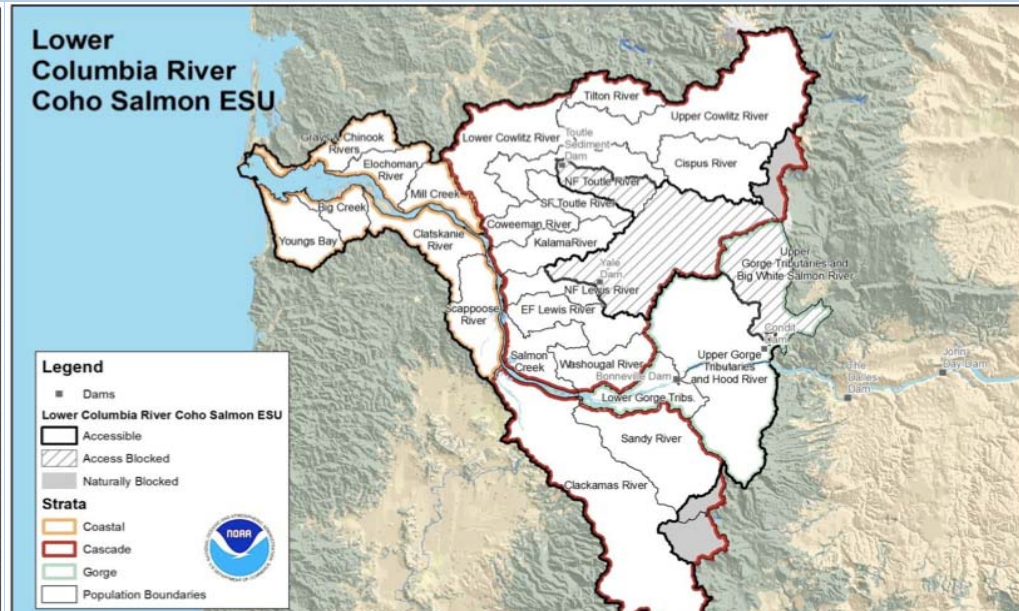 Lower
Columbia River
Coho Salmon ESU
Tilton River
Upper Cowlitz River
Lower Cowlitz River
Toutle
Sediment
Dam
Cispus River
Grays & Chinook
Rivers
Elochoman
River
Mill Creek
NF Toutle River
SF Toutle River
Big Creek
Youngs Bay
Clatskanie
River
Coweeman River
KalamaRiver
Yale
Dam
NF Lewis River
Upper
Gorge Tributaries and
Big White Salmon River
Scappoose
River
EF Lewis River
Condit
Dam
Salmon
Creek
Washougal River
Bonneville Dam
Upper Gorge
Tributaries
and Hood River
The
Dalles
Dam
John
Day Dam
Lower Gorge Tribs.
Sandy River
Clackamas River
Legend
Dams
Lower Columbia River Coho Salmon ESU
Accessible
Access Blocked
Naturally Blocked
Strata
Coastal
Cascade
Gorge
Population Boundaries
NOAA